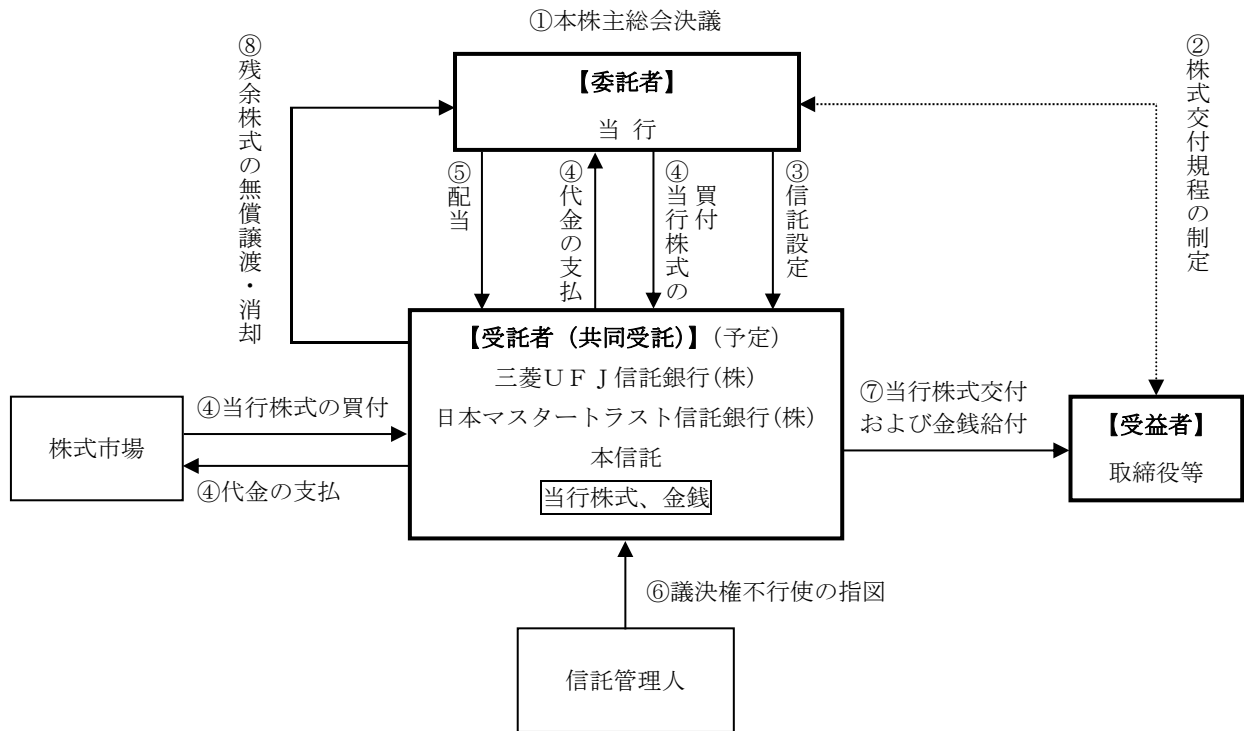 ①本株主総会決議
【委託者】
当 行
⑧残余株式の無償譲渡・消却
②株式交付規程の制定
⑤配当
④代金の支払
④当行株式の
買付
③信託設定
【受託者（共同受託）】(予定)
三菱ＵＦＪ信託銀行(株)
日本マスタートラスト信託銀行(株)
本信託
当行株式、金銭
株式市場
④当行株式の買付
④代金の支払
⑦当行株式交付
および金銭給付
【受益者】
取締役等
⑥議決権不行使の指図
信託管理人